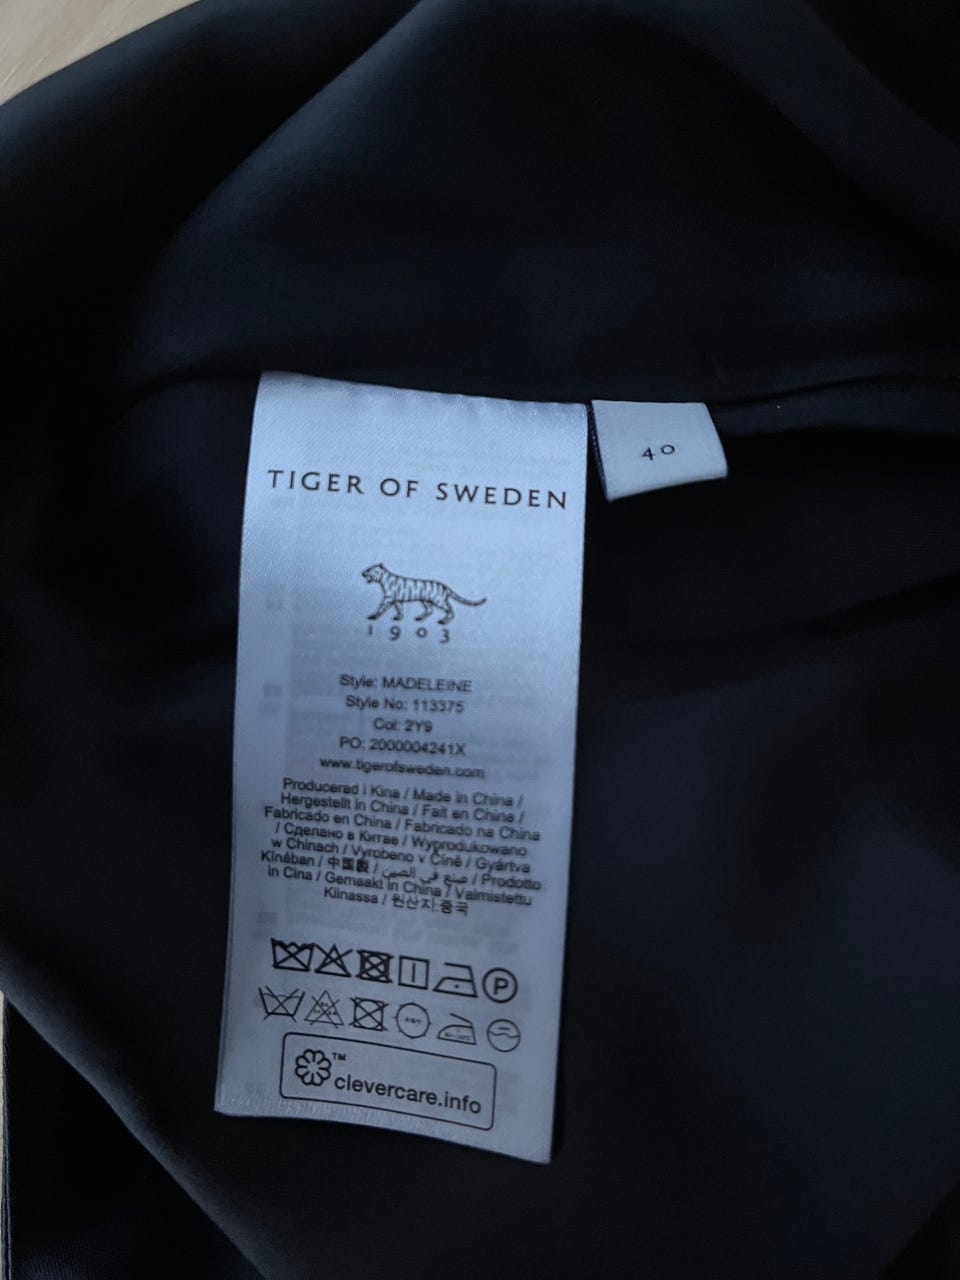 TIGER OF SWEDEN
40
1903
Style: MADELEINE
Style No: 113375
Col: 2Y9
PO: 2000004241X
www.tigerofsweden.com
Producerad i Kina / Made in China /
Hergestellt in China / Fait en Chine /
Fabricado en China / Fabricado na China
/ Сделано в Китае / Wyprodukowano
w Chinach / Vyrobeno v Číně / Gyártva
Kínában / 中国製 / صنع في الصين / Prodotto
in Cina / Gemaakt in China / Valmistettu
Kiinassa / 원산지:중국
P
™
clevercare.info